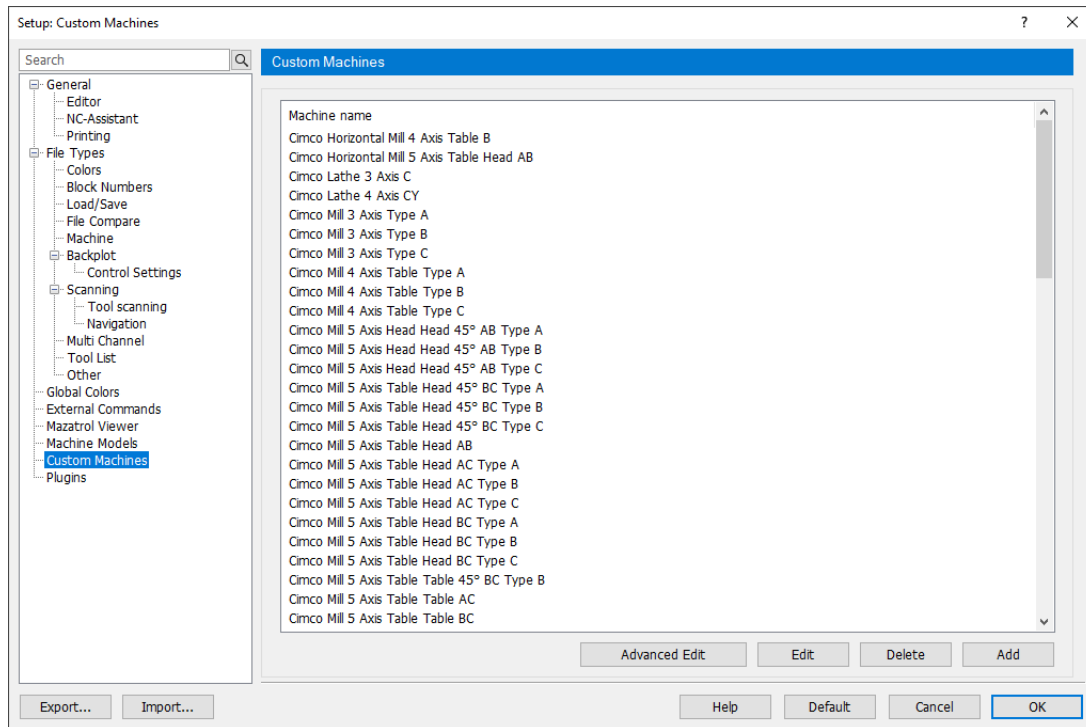 Setup: Custom Machines
?
Search
Custom Machines
General
Editor
NC-Assistant
Printing
File Types
Colors
Block Numbers
Load/Save
File Compare
Machine
Backplot
Control Settings
Scanning
Tool scanning
Navigation
Multi Channel
Tool List
Other
Global Colors
External Commands
Mazatrol Viewer
Machine Models
Custom Machines
Plugins
Machine name
Cimco Horizontal Mill 4 Axis Table B
Cimco Horizontal Mill 5 Axis Table Head AB
Cimco Lathe 3 Axis C
Cimco Lathe 4 Axis CY
Cimco Mill 3 Axis Type A
Cimco Mill 3 Axis Type B
Cimco Mill 3 Axis Type C
Cimco Mill 4 Axis Table Type A
Cimco Mill 4 Axis Table Type B
Cimco Mill 4 Axis Table Type C
Cimco Mill 5 Axis Head Head 45° AB Type A
Cimco Mill 5 Axis Head Head 45° AB Type B
Cimco Mill 5 Axis Head Head 45° AB Type C
Cimco Mill 5 Axis Table Head 45° BC Type A
Cimco Mill 5 Axis Table Head 45° BC Type B
Cimco Mill 5 Axis Table Head 45° BC Type C
Cimco Mill 5 Axis Table Head AB
Cimco Mill 5 Axis Table Head AC Type A
Cimco Mill 5 Axis Table Head AC Type B
Cimco Mill 5 Axis Table Head AC Type C
Cimco Mill 5 Axis Table Head BC Type A
Cimco Mill 5 Axis Table Head BC Type B
Cimco Mill 5 Axis Table Head BC Type C
Cimco Mill 5 Axis Table Table 45° BC Type B
Cimco Mill 5 Axis Table Table AC
Cimco Mill 5 Axis Table Table BC
Advanced Edit Edit Delete Add
Export... Import... Help Default Cancel OK